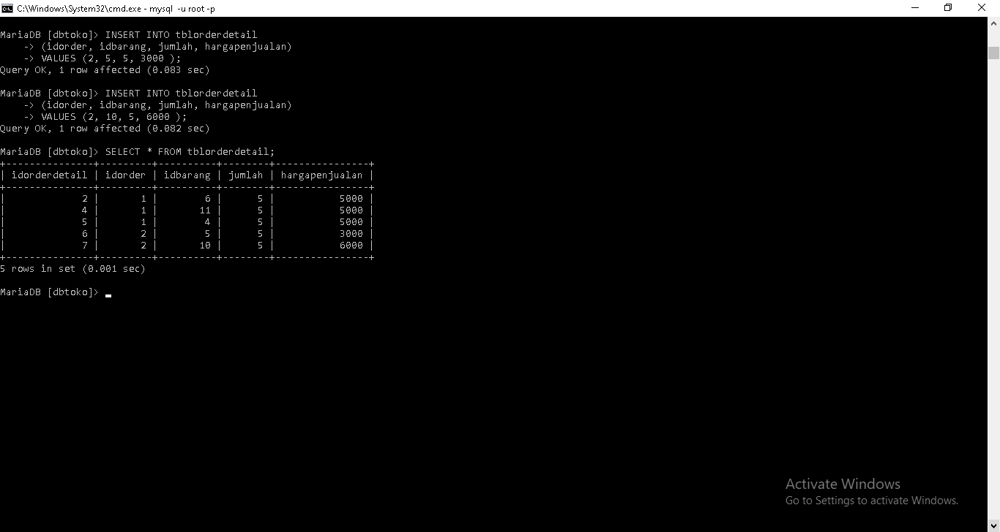 C:\Windows\System32\cmd.exe - mysql -u root -p
MariaDB [dbtoko]> INSERT INTO tblorderdetail
    -> (idorder, idbarang, jumlah, hargapenjualan)
    -> VALUES (2, 5, 5, 3000 );
Query OK, 1 row affected (0.083 sec)
MariaDB [dbtoko]> INSERT INTO tblorderdetail
    -> (idorder, idbarang, jumlah, hargapenjualan)
    -> VALUES (2, 10, 5, 6000 );
Query OK, 1 row affected (0.082 sec)
MariaDB [dbtoko]> SELECT * FROM tblorderdetail;
+---------------+---------+----------+--------+----------------+
| idorderdetail | idorder | idbarang | jumlah | hargapenjualan |
+---------------+---------+----------+--------+----------------+
|             2 |       1 |        6 |      5 |           5000 |
|             4 |       1 |       11 |      5 |           5000 |
|             5 |       1 |        4 |      5 |           5000 |
|             6 |       2 |        5 |      5 |           3000 |
|             7 |       2 |       10 |      5 |           6000 |
+---------------+---------+----------+--------+----------------+
5 rows in set (0.001 sec)
MariaDB [dbtoko]>
Activate Windows
Go to Settings to activate Windows.